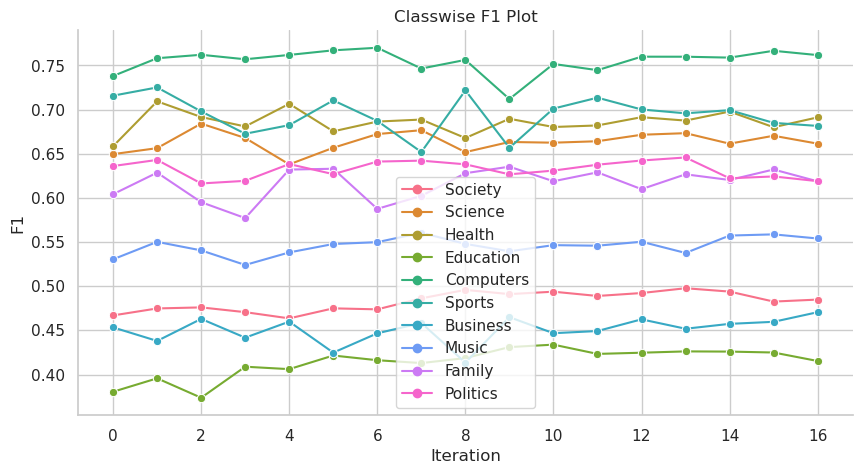 Classwise F1 Plot
F1
0.75
0.70
0.65
0.60
0.55
0.50
0.45
0.40
Society
Science
Health
Education
Computers
Sports
Business
Music
Family
Politics
0 2 4 6 8 10 12 14 16
Iteration